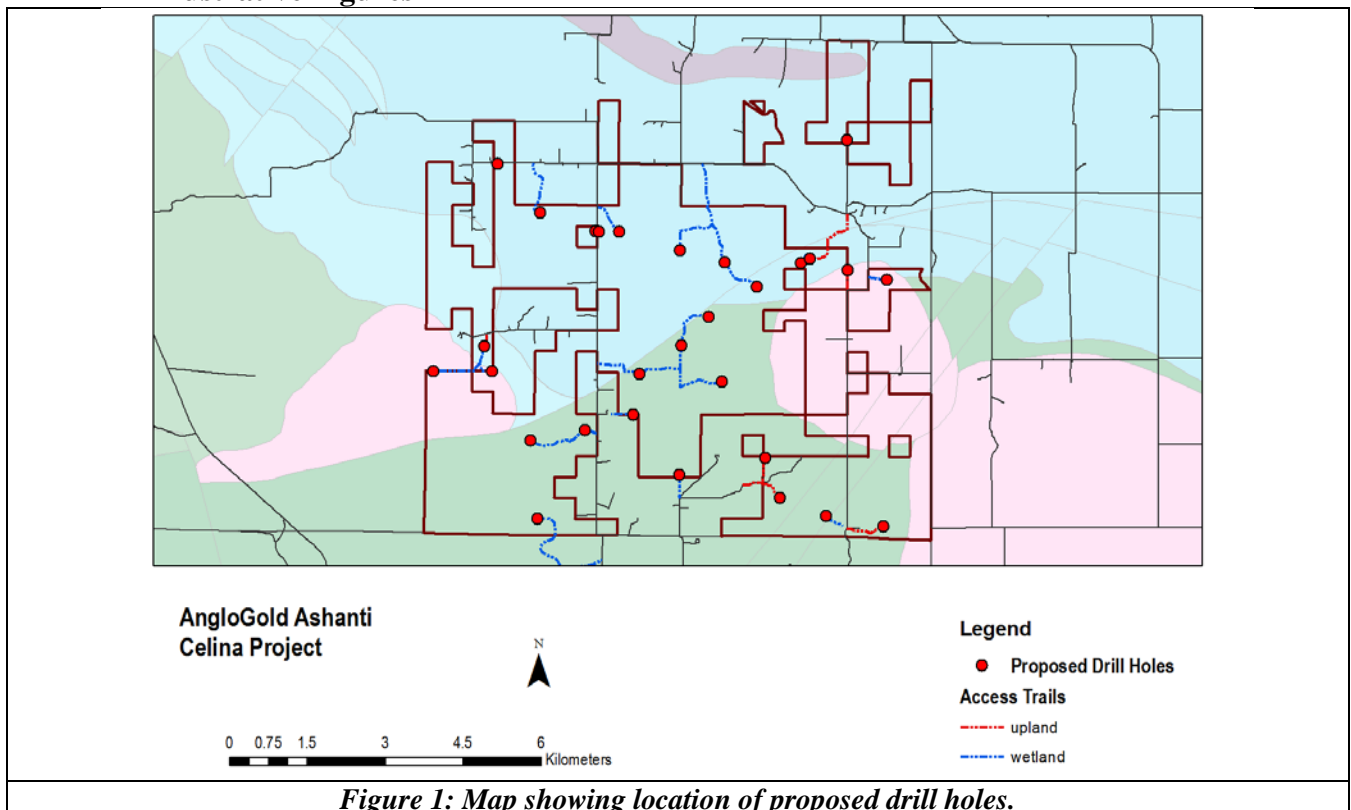 Figures
AngloGold Ashanti
Celina Project
N
0 0.75 1.5 3 4.5 6
Kilometers
Legend
Proposed Drill Holes
Access Trails
upland
wetland
Figure 1: Map showing location of proposed drill holes.